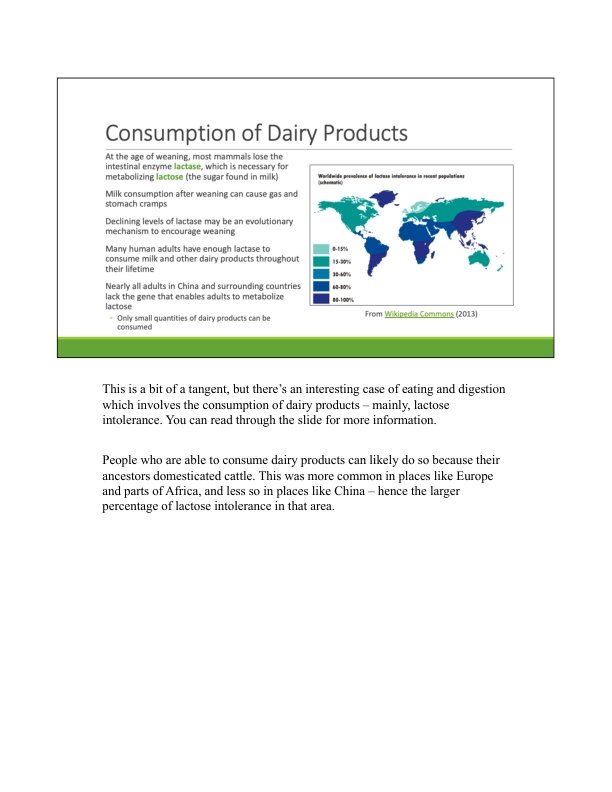 Consumption of Dairy Products
At the age of weaning, most mammals lose the
intestinal enzyme lactase, which is necessary for
metabolizing lactose (the sugar found in milk)
Milk consumption after weaning can cause gas and
stomach cramps
Declining levels of lactase may be an evolutionary
mechanism to encourage weaning
Many human adults have enough lactase to
consume milk and other dairy products throughout
their lifetime
Nearly all adults in China and surrounding countries
lack the gene that enables adults to metabolize
lactose
• Only small quantities of dairy products can be
consumed
Worldwide prevalence of lactose intolerance in recent populations
(schematic)
0-15%
15-30%
30-60%
60-80%
80-100%
From Wikipedia Commons (2013)
This is a bit of a tangent, but there’s an interesting case of eating and digestion
which involves the consumption of dairy products – mainly, lactose
intolerance. You can read through the slide for more information.
People who are able to consume dairy products can likely do so because their
ancestors domesticated cattle. This was more common in places like Europe
and parts of Africa, and less so in places like China – hence the larger
percentage of lactose intolerance in that area.